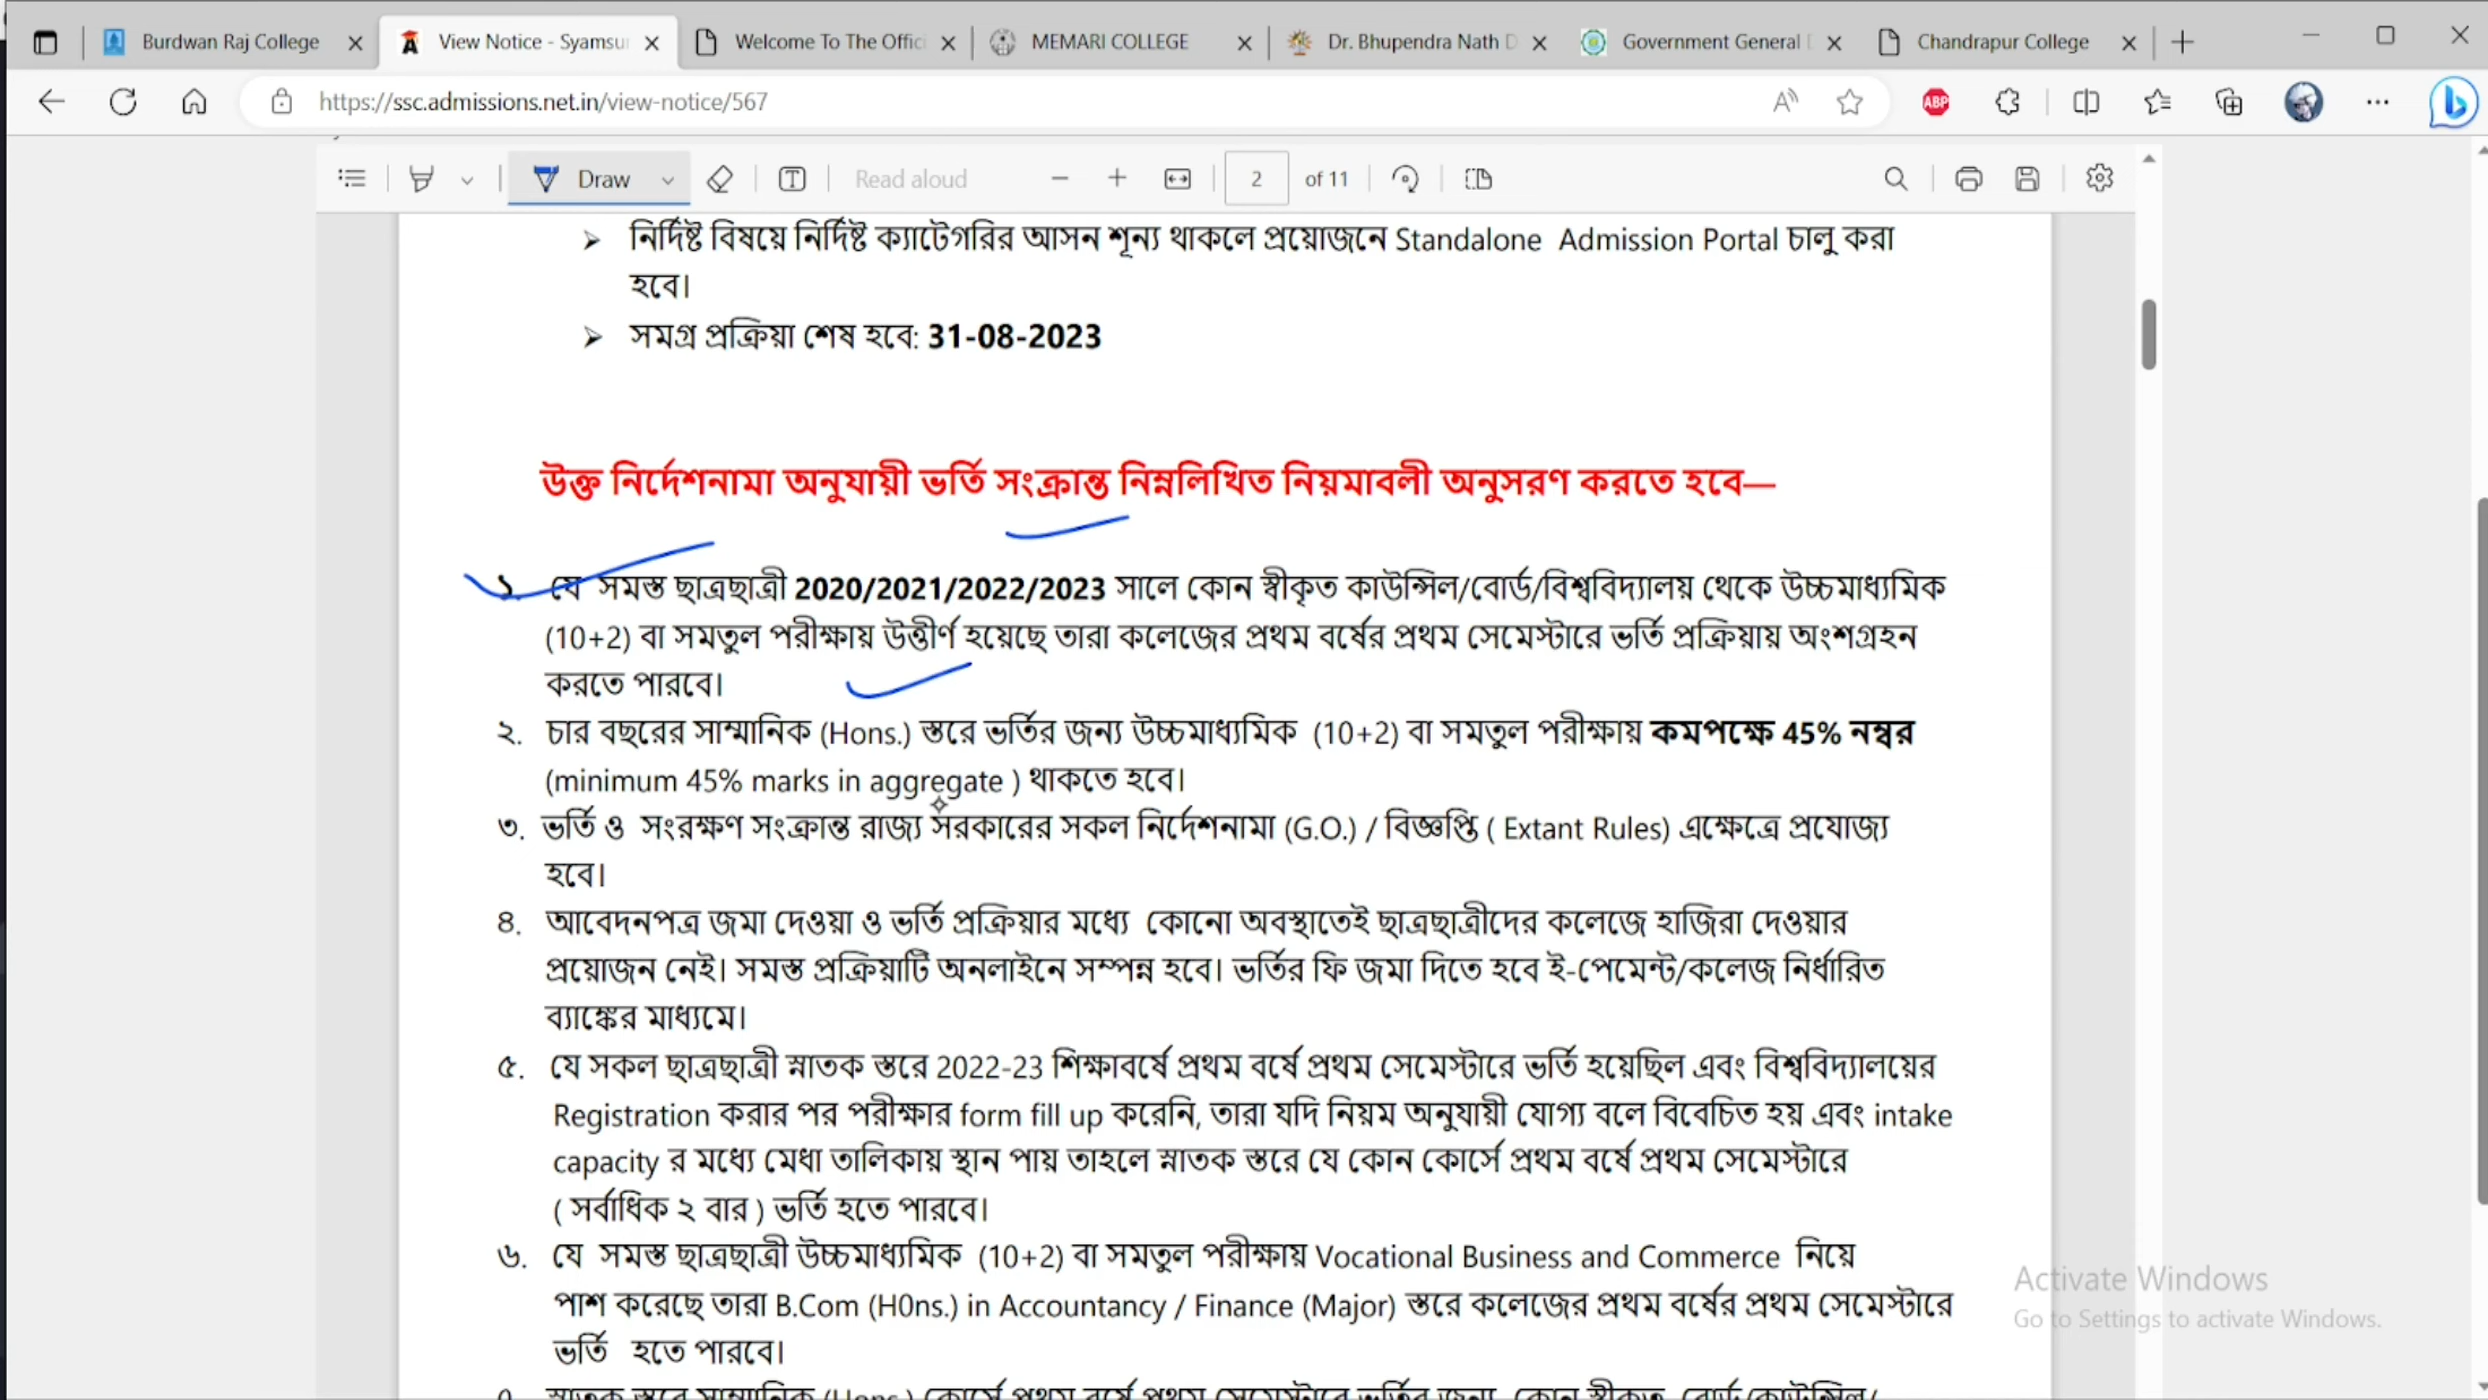 Burdwan Raj College
View Notice - Syamsu
Welcome To The Offic
MEMARI COLLEGE
Dr. Bhupendra Nath D
Government General D
Chandrapur College
https://ssc.admissions.net.in/view-notice/567
ABP
Draw
Read aloud
2
of 11
➢ নির্দিষ্ট বিষয়ে নির্দিষ্ট ক্যাটেগরির আসন শূন্য থাকলে প্রয়োজনে Standalone Admission Portal চালু করা
হবে।
➢ সমগ্র প্রক্রিয়া শেষ হবে: 31-08-2023
উক্ত নির্দেশনামা অনুযায়ী ভর্তি সংক্রান্ত নিম্নলিখিত নিয়মাবলী অনুসরণ করতে হবে—
১. যে সমস্ত ছাত্রছাত্রী 2020/2021/2022/2023 সালে কোন স্বীকৃত কাউন্সিল/বোর্ড/বিশ্ববিদ্যালয় থেকে উচ্চমাধ্যমিক
(10+2) বা সমতুল পরীক্ষায় উত্তীর্ণ হয়েছে তারা কলেজের প্রথম বর্ষের প্রথম সেমেস্টারে ভর্তি প্রক্রিয়ায় অংশগ্রহন
করতে পারবে।
২. চার বছরের সাম্মানিক (Hons.) স্তরে ভর্তির জন্য উচ্চমাধ্যমিক (10+2) বা সমতুল পরীক্ষায় কমপক্ষে 45% নম্বর
(minimum 45% marks in aggregate ) থাকতে হবে।
৩. ভর্তি ও সংরক্ষণ সংক্রান্ত রাজ্য সরকারের সকল নির্দেশনামা (G.O.) / বিজ্ঞপ্তি ( Extant Rules) এক্ষেত্রে প্রযোজ্য
হবে।
৪. আবেদনপত্র জমা দেওয়া ও ভর্তি প্রক্রিয়ার মধ্যে কোনো অবস্থাতেই ছাত্রছাত্রীদের কলেজে হাজিরা দেওয়ার
প্রয়োজন নেই। সমস্ত প্রক্রিয়াটি অনলাইনে সম্পন্ন হবে। ভর্তির ফি জমা দিতে হবে ই-পেমেন্ট/কলেজ নির্ধারিত
ব্যাঙ্কের মাধ্যমে।
৫. যে সকল ছাত্রছাত্রী স্নাতক স্তরে 2022-23 শিক্ষাবর্ষে প্রথম বর্ষে প্রথম সেমেস্টারে ভর্তি হয়েছিল এবং বিশ্ববিদ্যালয়ের
Registration করার পর পরীক্ষার form fill up করেনি, তারা যদি নিয়ম অনুযায়ী যোগ্য বলে বিবেচিত হয় এবং intake
capacity র মধ্যে মেধা তালিকায় স্থান পায় তাহলে স্নাতক স্তরে যে কোন কোর্সে প্রথম বর্ষে প্রথম সেমেস্টারে
( সর্বাধিক ২ বার ) ভর্তি হতে পারবে।
৬. যে সমস্ত ছাত্রছাত্রী উচ্চমাধ্যমিক (10+2) বা সমতুল পরীক্ষায় Vocational Business and Commerce নিয়ে
পাশ করেছে তারা B.Com (H0ns.) in Accountancy / Finance (Major) স্তরে কলেজের প্রথম বর্ষের প্রথম সেমেস্টারে
ভর্তি হতে পারবে।
স্নাতক স্তরে সাম্মানিক (Hons.) কোর্সে প্রথম বর্ষে প্রথম সেমেস্টারে ভর্তির জন্য কোন স্বীকৃত বোর্ড/কাউন্সিল/
Activate Windows
Go to Settings to activate Windows.